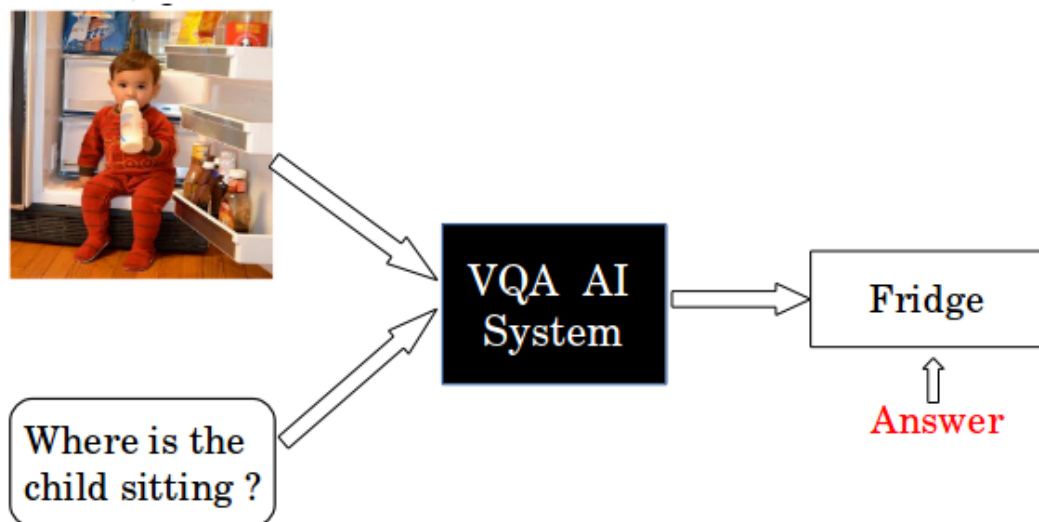 VQA AI
System
Fridge
Answer
Where is the
child sitting ?